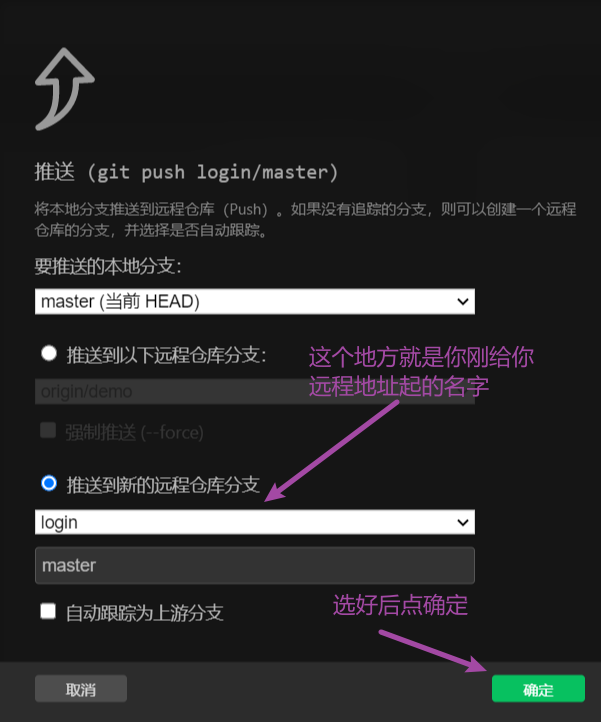 推送 (git push login/master)
将本地分支推送到远程仓库（Push）。如果没有追踪的分支，则可以创建一个远程
仓库的分支，并选择是否自动跟踪。
要推送的本地分支：
master (当前 HEAD)
推送到以下远程仓库分支：
这个地方就是你刚给你
远程地址起的名字
origin/demo
强制推送 (--force)
推送到新的远程仓库分支
login
master
选好后点确定
自动跟踪为上游分支
取消
确定